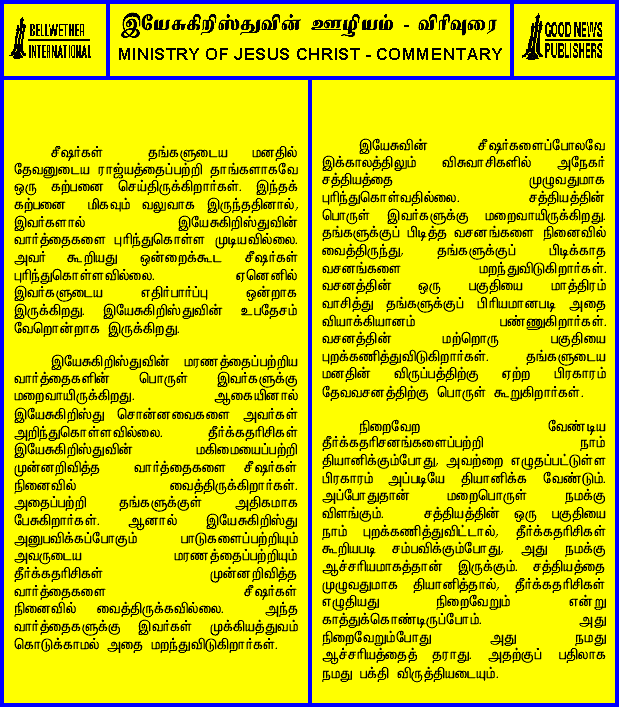 BELLWETHER
INTERNATIONAL
இயேசுகிறிஸ்துவின் ஊழியம் - விரிவுரை
MINISTRY OF JESUS CHRIST - COMMENTARY
GOOD NEWS
PUBLISHERS
சீஷர்கள் தங்களுடைய மனதில்
தேவனுடைய ராஜ்யத்தைப்பற்றி தாங்களாகவே
ஒரு கற்பனை செய்திருக்கிறார்கள். இந்தக்
கற்பனை மிகவும் வலுவாக இருந்ததினால்,
இவர்களால் இயேசுகிறிஸ்துவின்
வார்த்தைகளை புரிந்துகொள்ள முடியவில்லை.
அவர் கூறியது ஒன்றைக்கூட சீஷர்கள்
புரிந்துகொள்ளவில்லை. ஏனெனில்
இவர்களுடைய எதிர்பார்ப்பு ஒன்றாக
இருக்கிறது. இயேசுகிறிஸ்துவின் உபதேசம்
வேறொன்றாக இருக்கிறது.
இயேசுகிறிஸ்துவின் மரணத்தைப்பற்றிய
வார்த்தைகளின் பொருள் இவர்களுக்கு
மறைவாயிருக்கிறது. ஆகையினால்
இயேசுகிறிஸ்து சொன்னவைகளை அவர்கள்
அறிந்துகொள்ளவில்லை. தீர்க்கதரிசிகள்
இயேசுகிறிஸ்துவின் மகிமையைப்பற்றி
முன்னறிவித்த வார்த்தைகளை சீஷர்கள்
நினைவில் வைத்திருக்கிறார்கள்.
அதைப்பற்றி தங்களுக்குள் அதிகமாக
பேசுகிறார்கள். ஆனால் இயேசுகிறிஸ்து
அனுபவிக்கப்போகும் பாடுகளைப்பற்றியும்
அவருடைய மரணத்தைப்பற்றியும்
தீர்க்கதரிசிகள் முன்னறிவித்த
வார்த்தைகளை சீஷர்கள்
நினைவில் வைத்திருக்கவில்லை. அந்த
வார்த்தைகளுக்கு இவர்கள் முக்கியத்துவம்
கொடுக்காமல் அதை மறந்துவிடுகிறார்கள்.
இயேசுவின் சீஷர்களைப்போலவே
இக்காலத்திலும் விசுவாசிகளில் அநேகர்
சத்தியத்தை முழுவதுமாக
புரிந்துகொள்வதில்லை. சத்தியத்தின்
பொருள் இவர்களுக்கு மறைவாயிருக்கிறது.
தங்களுக்குப் பிடித்த வசனங்களை நினைவில்
வைத்திருந்து, தங்களுக்குப் பிடிக்காத
வசனங்களை மறந்துவிடுகிறார்கள்.
வசனத்தின் ஒரு பகுதியை மாத்திரம்
வாசித்து தங்களுக்குப் பிரியமானபடி அதை
வியாக்கியானம் பண்ணுகிறார்கள்.
வசனத்தின் மற்றொரு பகுதியை
புறக்கணித்துவிடுகிறார்கள். தங்களுடைய
மனதின் விருப்பத்திற்கு ஏற்ற பிரகாரம்
தேவவசனத்திற்கு பொருள் கூறுகிறார்கள்.
நிறைவேற வேண்டிய
தீர்க்கதரிசனங்களைப்பற்றி நாம்
தியானிக்கும்போது, அவற்றை எழுதப்பட்டுள்ள
பிரகாரம் அப்படியே தியானிக்க வேண்டும்.
அப்போதுதான் மறைபொருள் நமக்கு
விளங்கும். சத்தியத்தின் ஒரு பகுதியை
நாம் புறக்கணித்துவிட்டால், தீர்க்கதரிசிகள்
கூறியபடி சம்பவிக்கும்போது, அது நமக்கு
ஆச்சரியமாகத்தான் இருக்கும். சத்தியத்தை
முழுவதுமாக தியானித்தால், தீர்க்கதரிசிகள்
எழுதியது நிறைவேறும் என்று
காத்துக்கொண்டிருப்போம். அது
நிறைவேறும்போது அது நமது
ஆச்சரியத்தைத் தராது. அதற்குப் பதிலாக
நமது பக்தி விருத்தியடையும்.